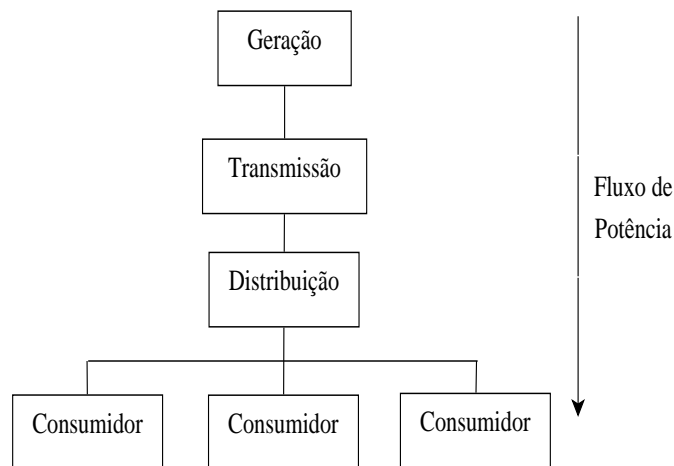 Geração
Transmissão
Fluxo de
Potência
Distribuição
Consumidor
Consumidor
Consumidor